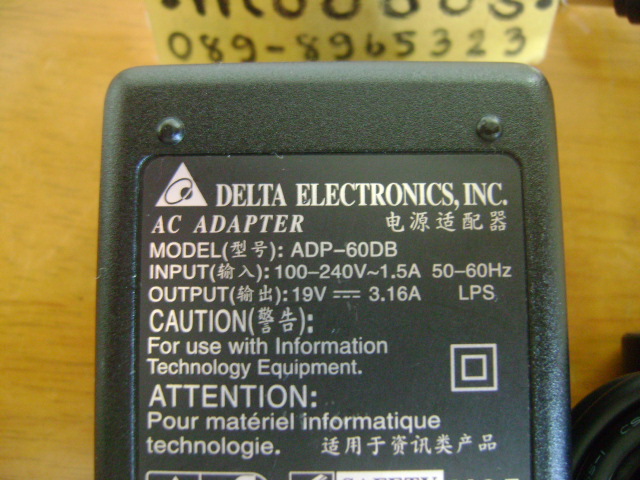 089-8965323
DELTA ELECTRONICS, INC.
AC ADAPTER 电源适配器
MODEL(型号): ADP-60DB
INPUT(输入): 100-240V~1.5A 50-60Hz
OUTPUT(输出): 19V ⎓ 3.16A LPS
CAUTION(警告):
For use with Information
Technology Equipment.
ATTENTION:
Pour matériel informatique
technologie. 适用于资讯类产品
SAFETY